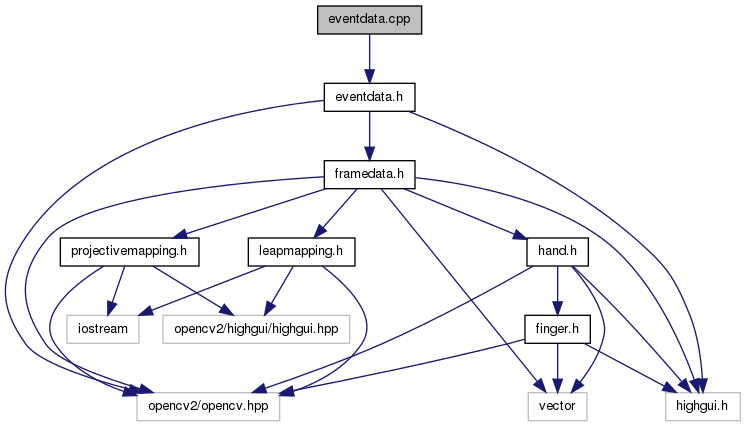 eventdata.cpp
eventdata.h
framedata.h
projectivemapping.h
leapmapping.h
hand.h
iostream
opencv2/highgui/highgui.hpp
finger.h
opencv2/opencv.hpp
vector
highgui.h